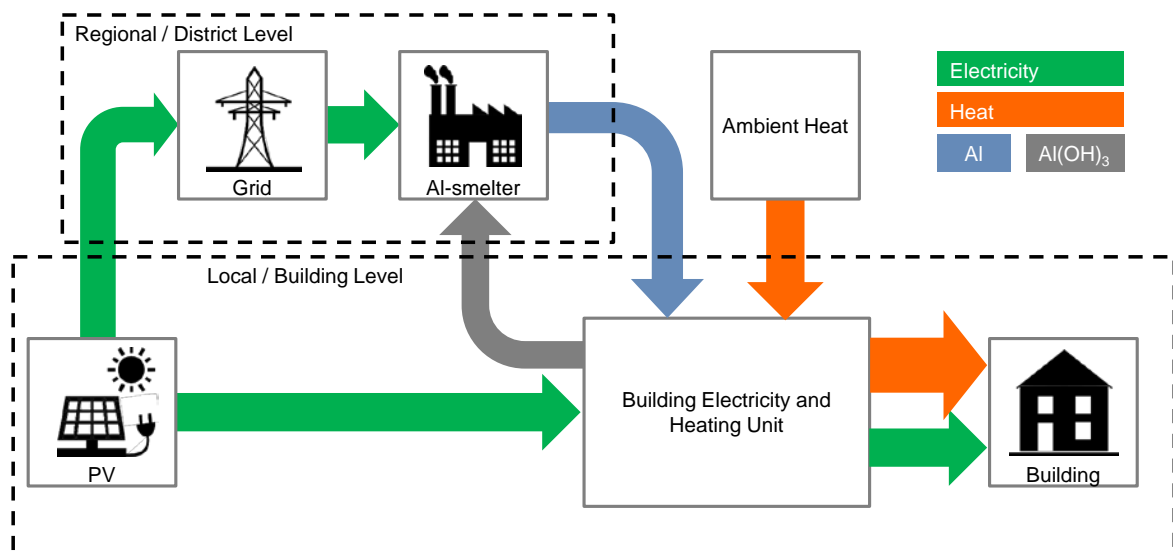 Regional / District Level
Grid
Al-smelter
Ambient Heat
Electricity
Heat
Al
Al(OH)₃
Local / Building Level
PV
Building Electricity and
Heating Unit
Building